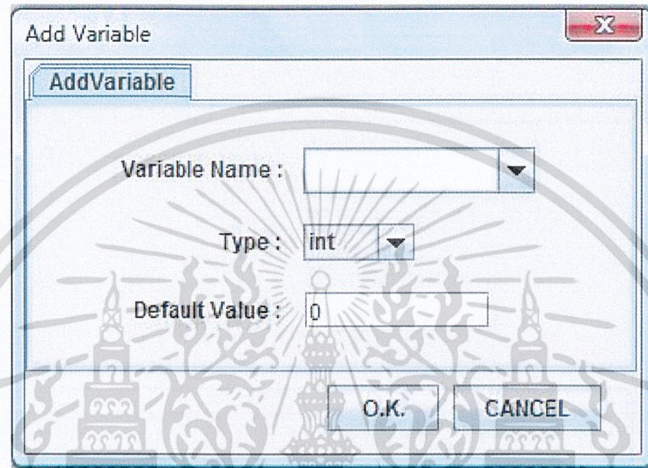 Add Variable
AddVariable
Variable Name :
Type : int
Default Value : 0
O.K. CANCEL